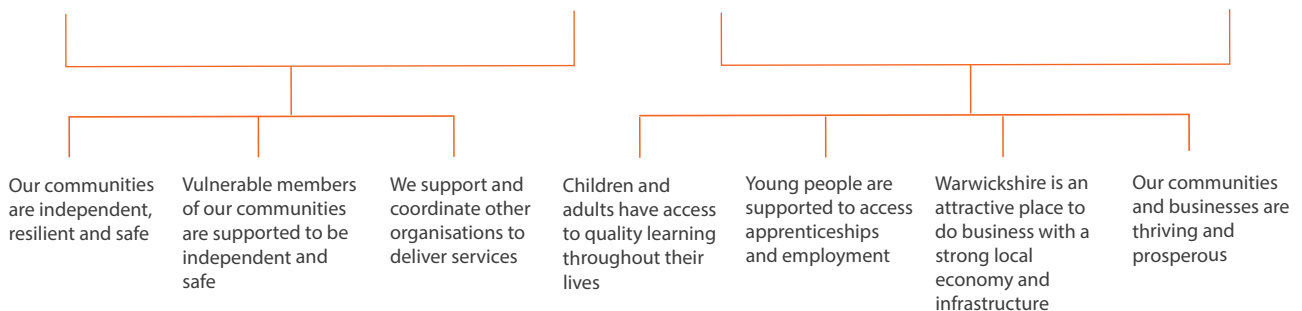 Our communities
are independent,
resilient and safe
Vulnerable members
of our communities
are supported to be
independent and
safe
We support and
coordinate other
organisations to
deliver services
Children and
adults have access
to quality learning
throughout their
lives
Young people are
supported to access
apprenticeships
and employment
Warwickshire is an
attractive place to
do business with a
strong local
economy and
infrastructure
Our communities
and businesses are
thriving and
prosperous